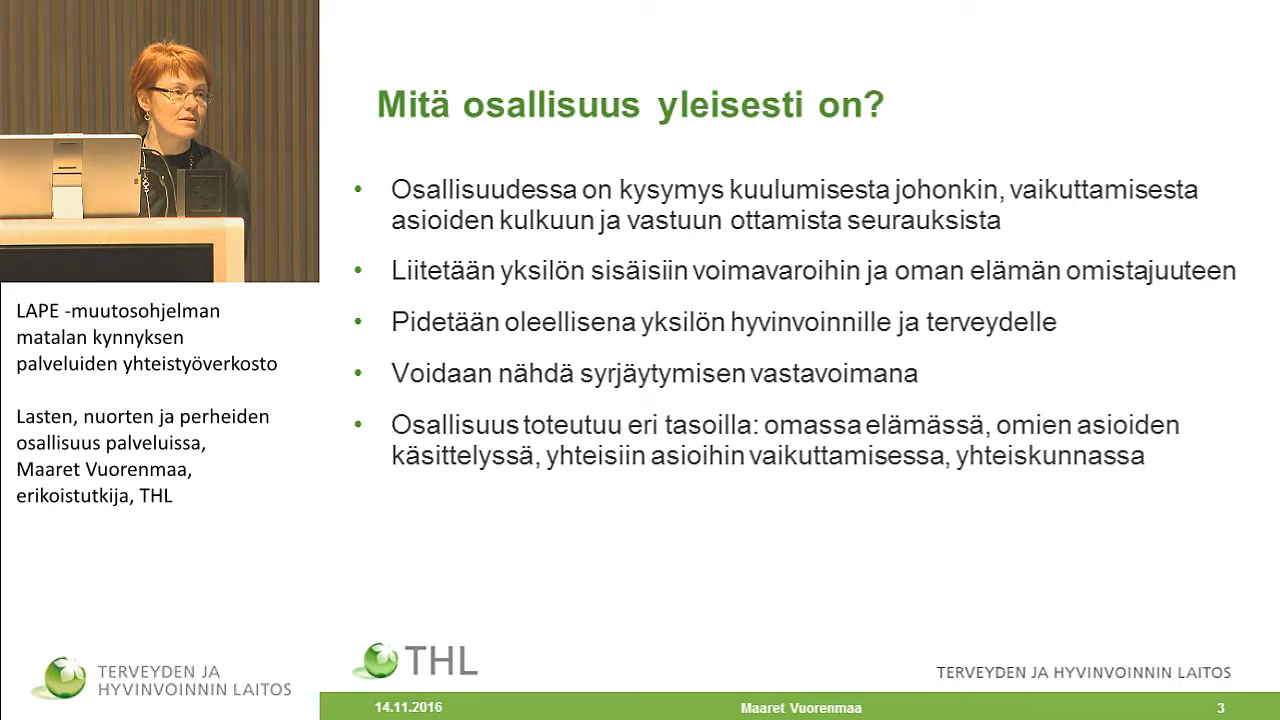 Mitä osallisuus yleisesti on?
• Osallisuudessa on kysymys kuulumisesta johonkin, vaikuttamisesta
asioiden kulkuun ja vastuun ottamista seurauksista
• Liitetään yksilön sisäisiin voimavaroihin ja oman elämän omistajuuteen
• Pidetään oleellisena yksilön hyvinvoinnille ja terveydelle
• Voidaan nähdä syrjäytymisen vastavoimana
• Osallisuus toteutuu eri tasoilla: omassa elämässä, omien asioiden
käsittelyssä, yhteisiin asioihin vaikuttamisessa, yhteiskunnassa
LAPE -muutosohjelman
matalan kynnyksen
palveluiden yhteistyöverkosto
Lasten, nuorten ja perheiden
osallisuus palveluissa,
Maaret Vuorenmaa,
erikoistutkija, THL
TERVEYDEN JA
HYVINVOINNIN LAITOS
THL
TERVEYDEN JA HYVINVOINNIN LAITOS
14.11.2016
Maaret Vuorenmaa
3